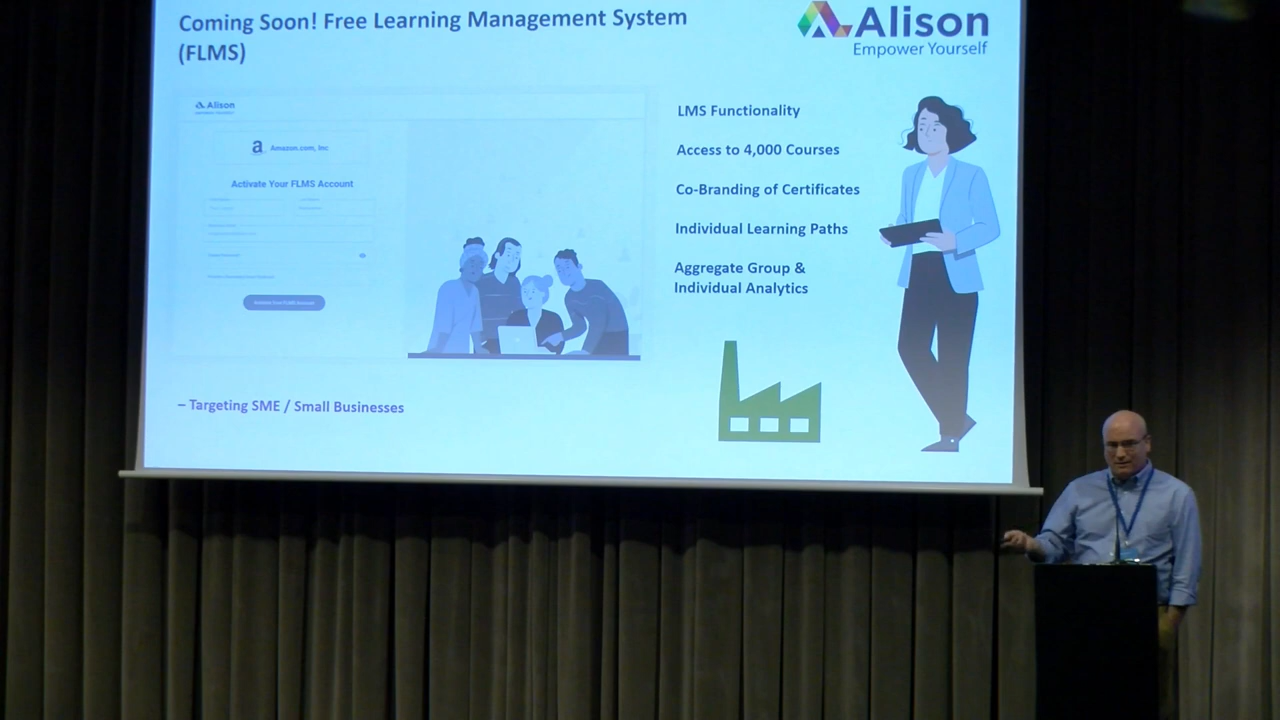 Coming Soon! Free Learning Management System
(FLMS)
Alison
Empower Yourself
Alison
a Amazon.com, Inc
Activate Your FLMS Account
LMS Functionality
Access to 4,000 Courses
Co-Branding of Certificates
Individual Learning Paths
Aggregate Group &
Individual Analytics
– Targeting SME / Small Businesses